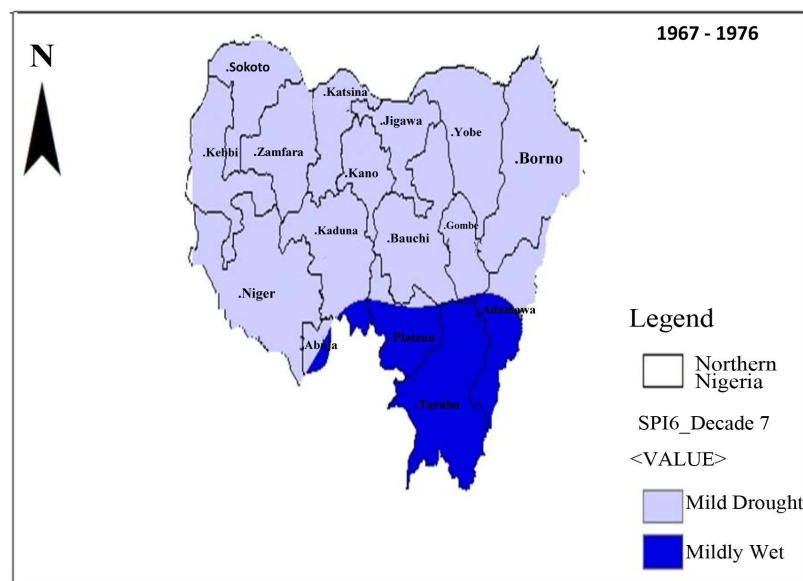 1967 - 1976
N
.Sokoto
.Katsina
.Jigawa
.Yobe
.Kebbi
.Zamfara
.Borno
.Kano
.Kaduna
.Bauchi
.Gombe
.Niger
.Adamawa
Abuja
.Plateau
.Taraba
Legend
Northern
Nigeria
SPI6_Decade 7
<VALUE>
Mild Drought
Mildly Wet